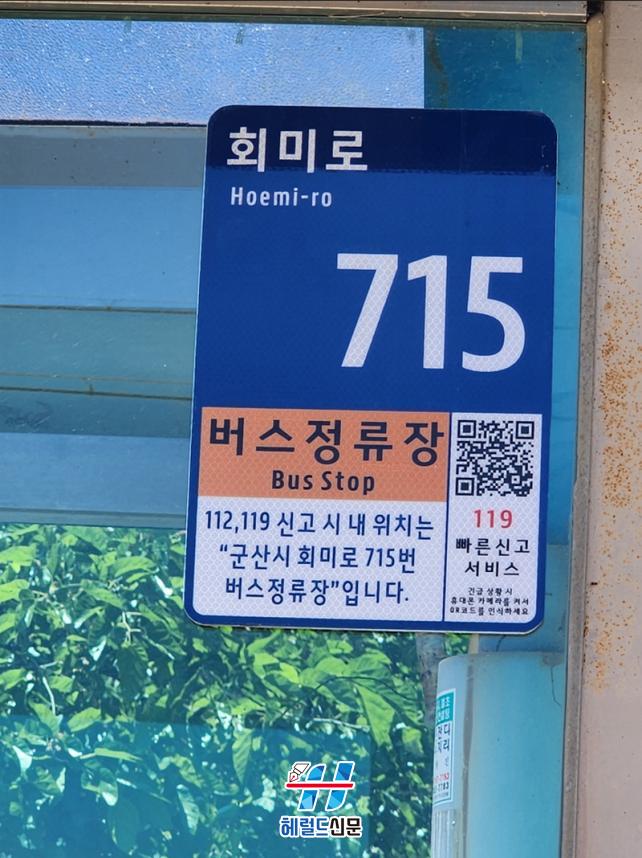 회미로
Hoemi-ro
715
버스정류장
Bus Stop
112,119 신고 시 내 위치는
“군산시 회미로 715번
버스정류장”입니다.
119
빠른신고
서비스
긴급 상황 시
휴대폰 카메라를 켜서
QR코드를 인식하세요
헤럴드신문